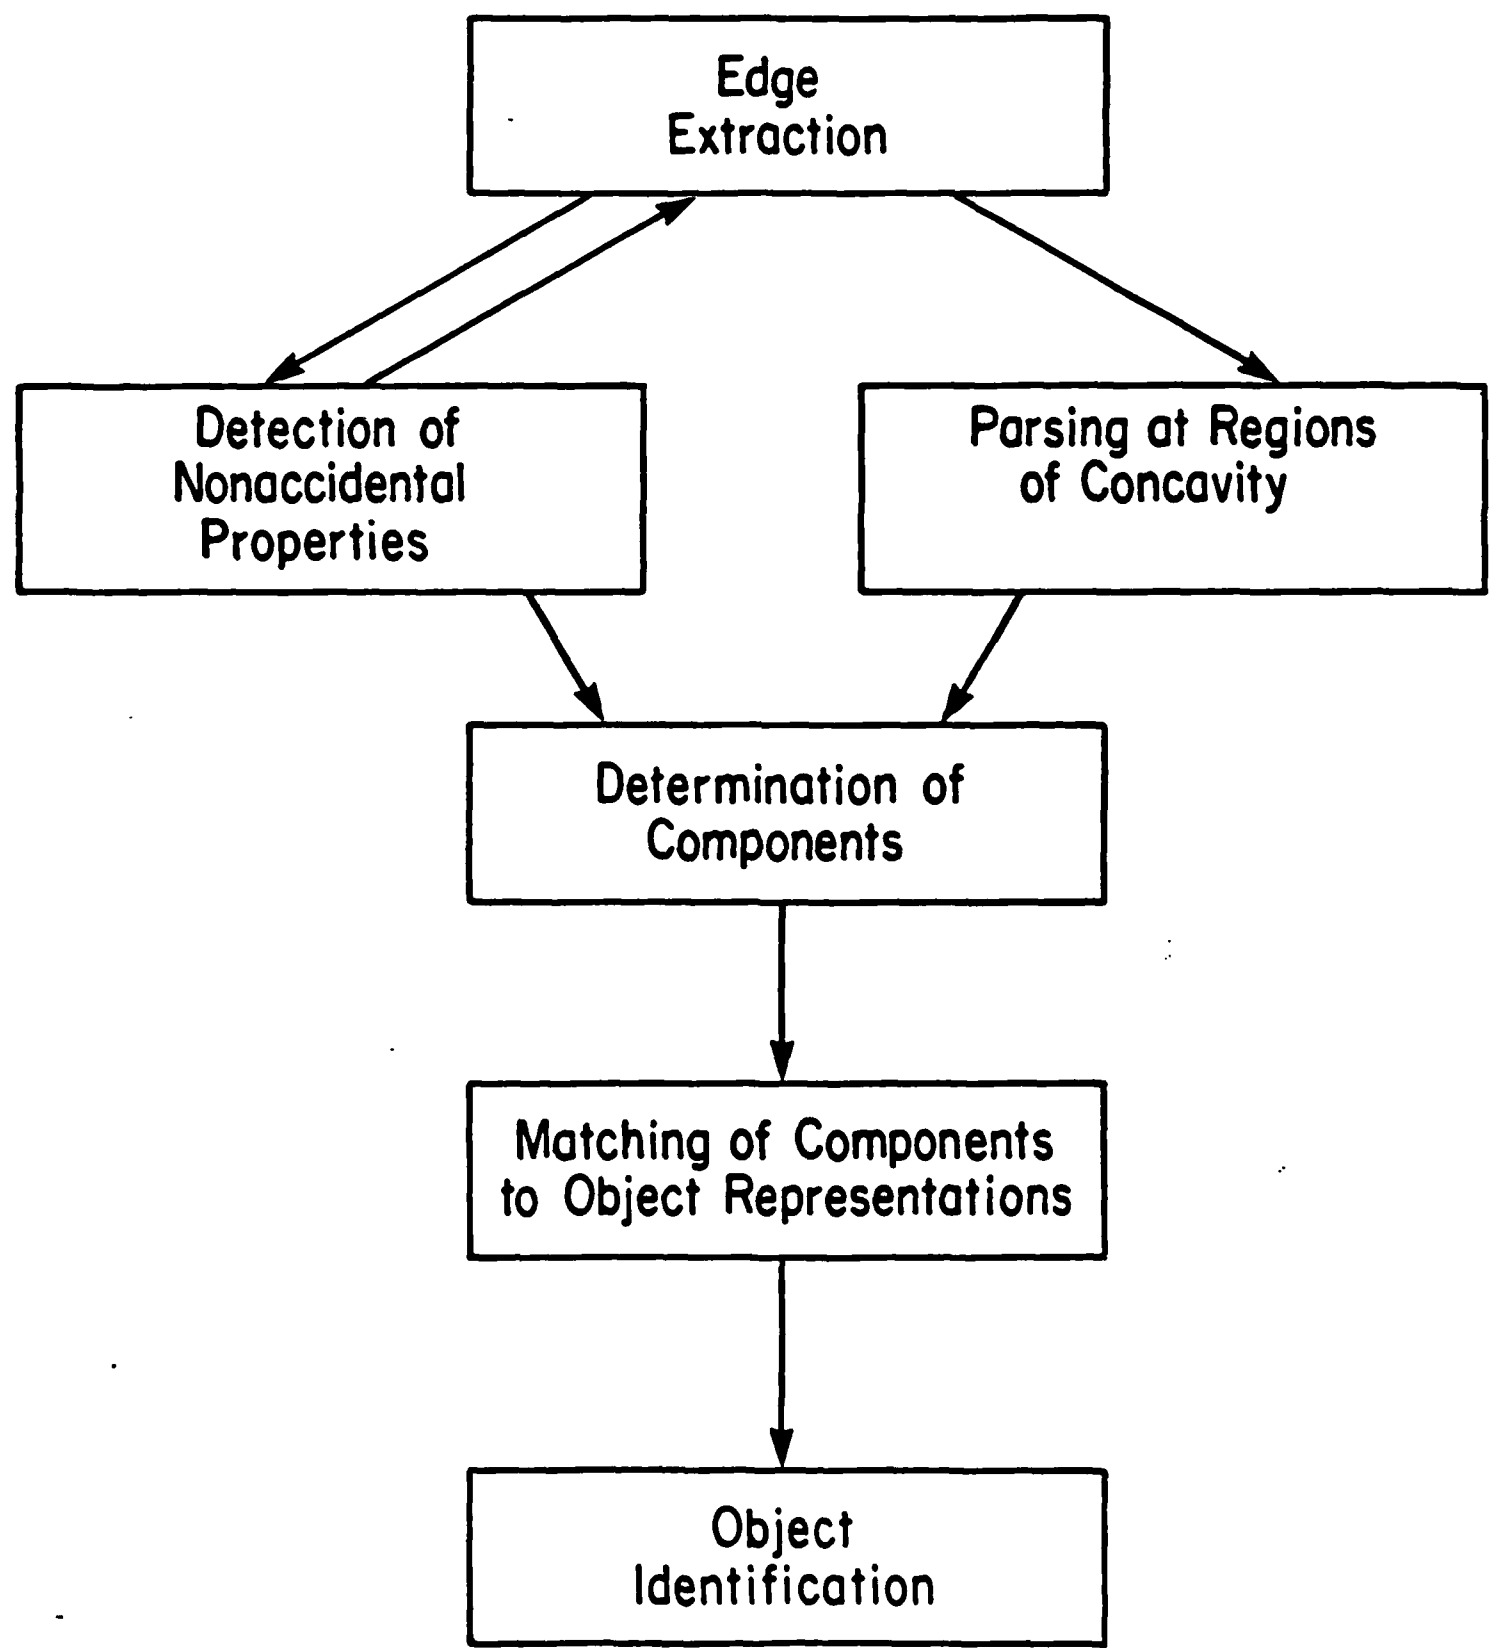 Edge
Extraction
Detection of
Nonaccidental
Properties
Parsing at Regions
of Concavity
Determination of
Components
Matching of Components
to Object Representations
Object
Identification